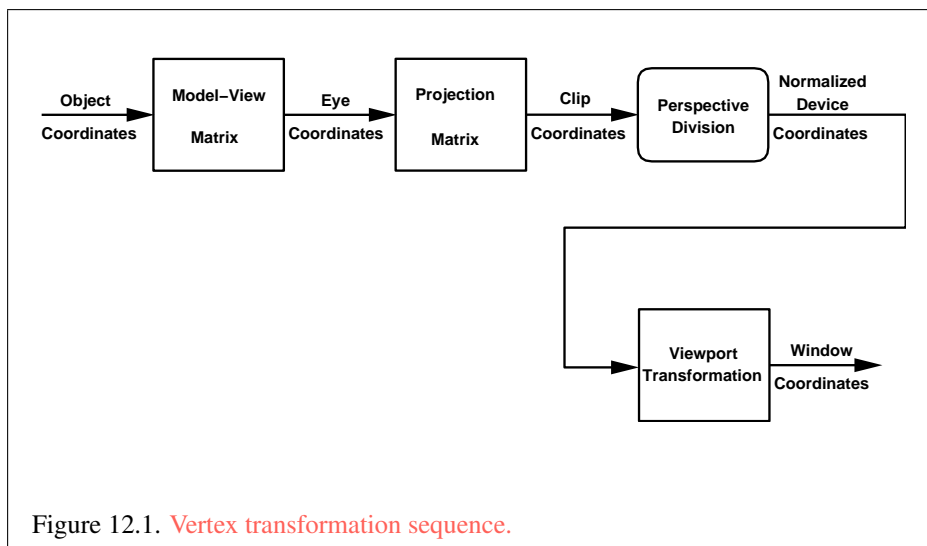 Object
Coordinates
Model–View
Matrix
Eye
Coordinates
Projection
Matrix
Clip
Coordinates
Perspective
Division
Normalized
Device
Coordinates
Viewport
Transformation
Window
Coordinates
Figure 12.1. Vertex transformation sequence.